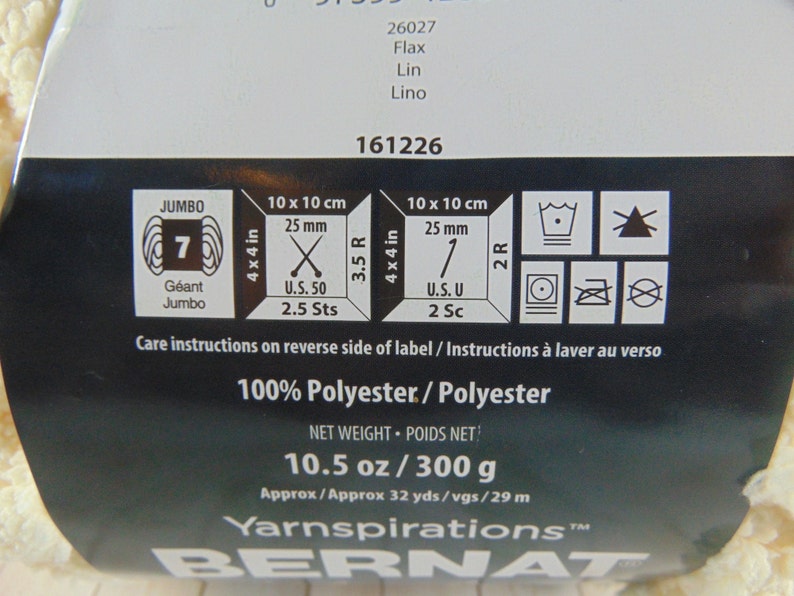 26027
Flax
Lin
Lino
161226
JUMBO
7
Géant
Jumbo
10 x 10 cm
4 x 4 in
25 mm
U.S. 50
3.5 R
2.5 Sts
10 x 10 cm
4 x 4 in
25 mm
U.S. U
2 R
2 Sc
Care instructions on reverse side of label / Instructions à laver au verso
100% Polyester / Polyester
NET WEIGHT • POIDS NET
10.5 oz / 300 g
Approx / Approx 32 yds / vgs / 29 m
Yarnspirations™
BERNAT®